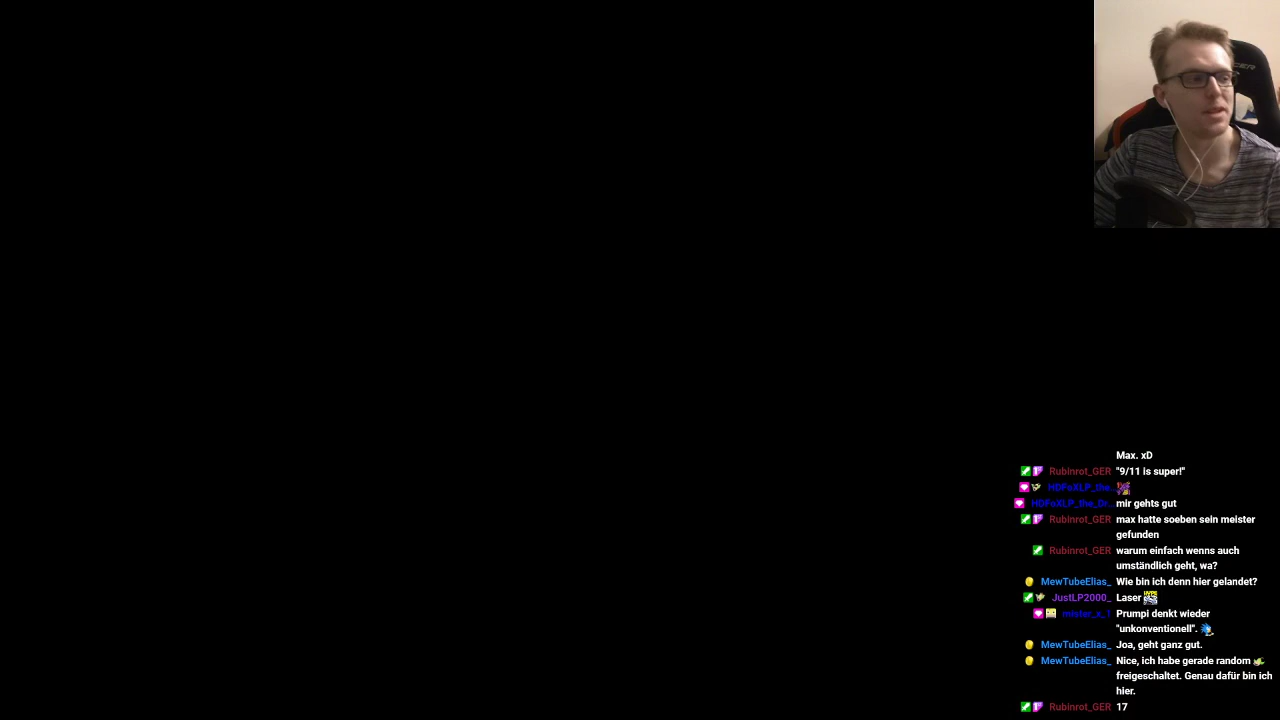 Max. xD
Rubinrot_GER "9/11 is super!"
HDFoXLP_the_
HDFoXLP_the_Dr... mir gehts gut
Rubinrot_GER max hatte soeben sein meister
gefunden
Rubinrot_GER warum einfach wenns auch
umständlich geht, wa?
MewTubeElias_ Wie bin ich denn hier gelandet?
JustLP2000_ Laser
mister_x_1 Prumpi denkt wieder
"unkonventionell".
MewTubeElias_ Joa, geht ganz gut.
MewTubeElias_ Nice, ich habe gerade random
freigeschaltet. Genau dafür bin ich
hier.
Rubinrot_GER 17